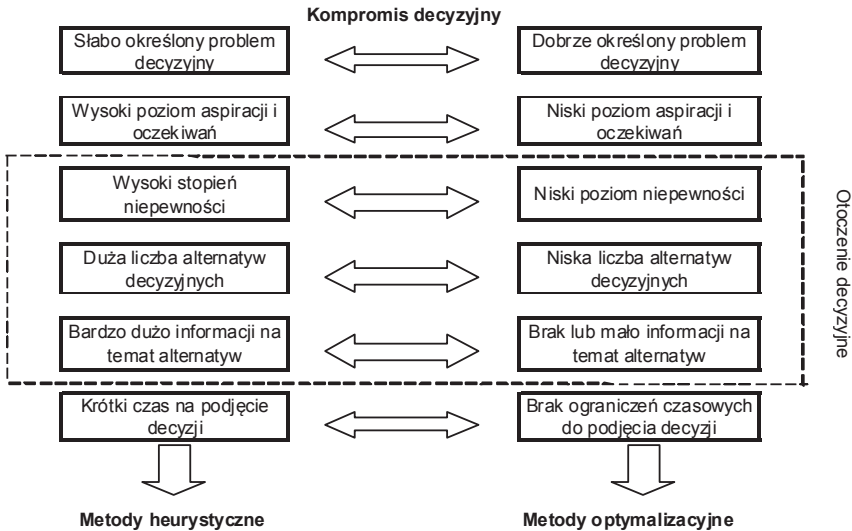 Kompromis decyzyjny
Słabo określony problem
decyzyjny
Dobrze określony problem
decyzyjny
Wysoki poziom aspiracji i
oczekiwań
Niski poziom aspiracji i
oczekiwań
Wysoki stopień
niepewności
Niski poziom niepewności
Duża liczba alternatyw
decyzyjnych
Niska liczba alternatyw
decyzyjnych
Bardzo dużo informacji na
temat alternatyw
Brak lub mało informacji na
temat alternatyw
Otoczenie decyzyjne
Krótki czas na podjęcie
decyzji
Brak ograniczeń czasowych
do podjęcia decyzji
Metody heurystyczne
Metody optymalizacyjne